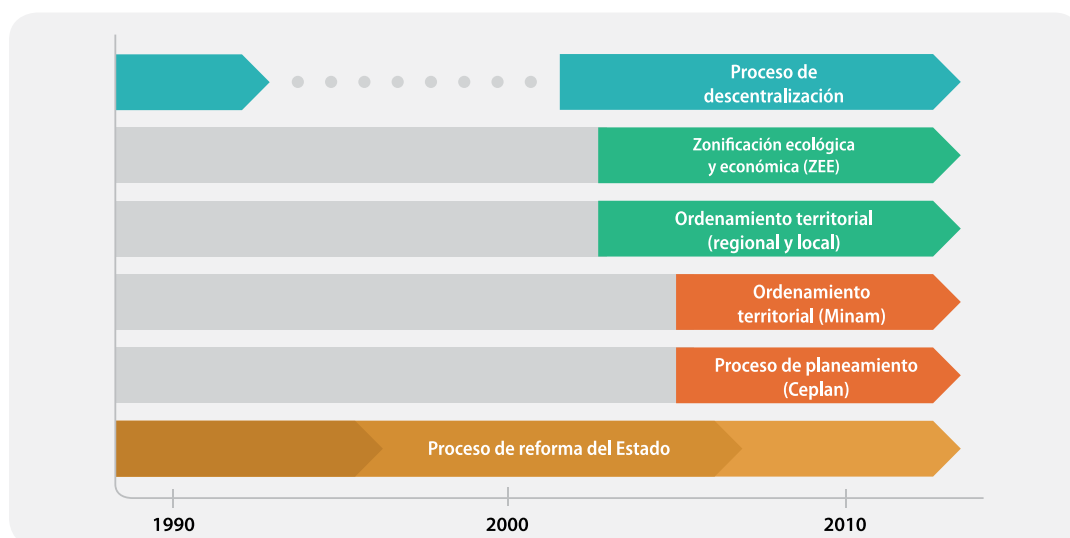 Proceso de
descentralización
Zonificación ecológica
y económica (ZEE)
Ordenamiento territorial
(regional y local)
Ordenamiento
territorial (Minam)
Proceso de planeamiento
(Ceplan)
Proceso de reforma del Estado
1990
2000
2010